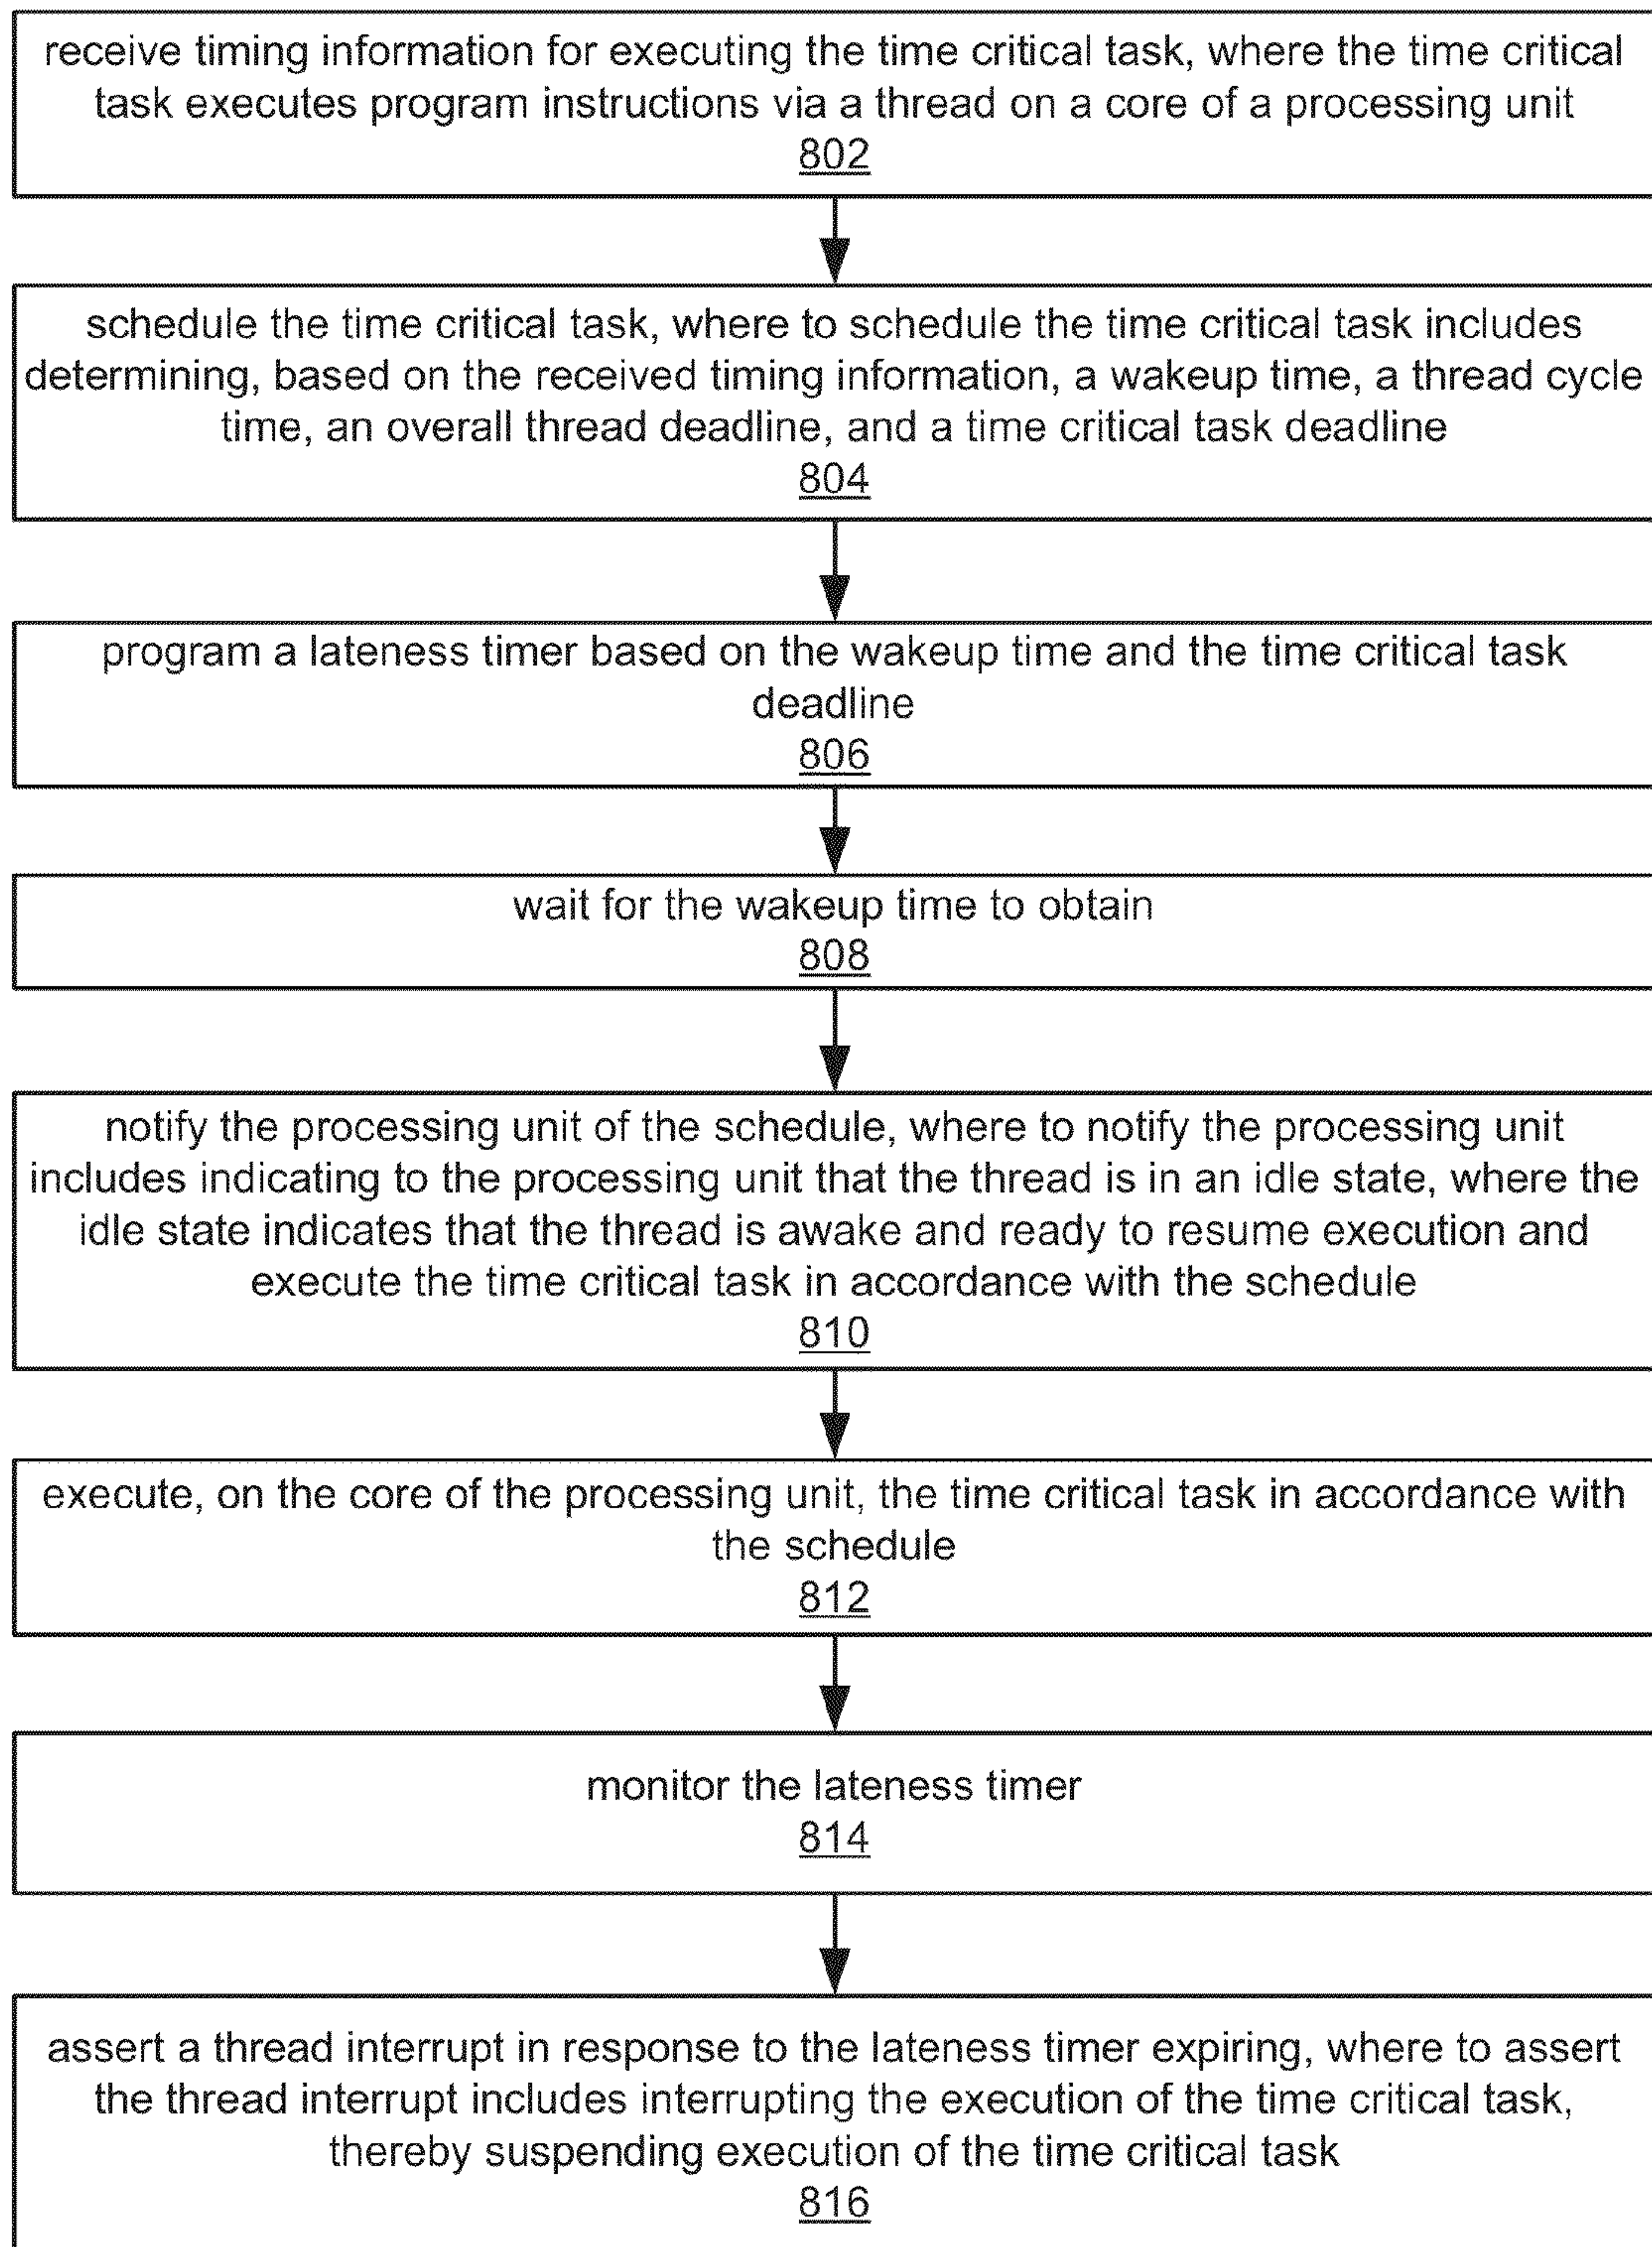 receive timing information for executing the time critical task, where the time critical
task executes program instructions via a thread on a core of a processing unit
802
schedule the time critical task, where to schedule the time critical task includes
determining, based on the received timing information, a wakeup time, a thread cycle
time, an overall thread deadline, and a time critical task deadline
804
program a lateness timer based on the wakeup time and the time critical task
deadline
806
wait for the wakeup time to obtain
808
notify the processing unit of the schedule, where to notify the processing unit
includes indicating to the processing unit that the thread is in an idle state, where the
idle state indicates that the thread is awake and ready to resume execution and
execute the time critical task in accordance with the schedule
810
execute, on the core of the processing unit, the time critical task in accordance with
the schedule
812
monitor the lateness timer
814
assert a thread interrupt in response to the lateness timer expiring, where to assert
the thread interrupt includes interrupting the execution of the time critical task,
thereby suspending execution of the time critical task
816